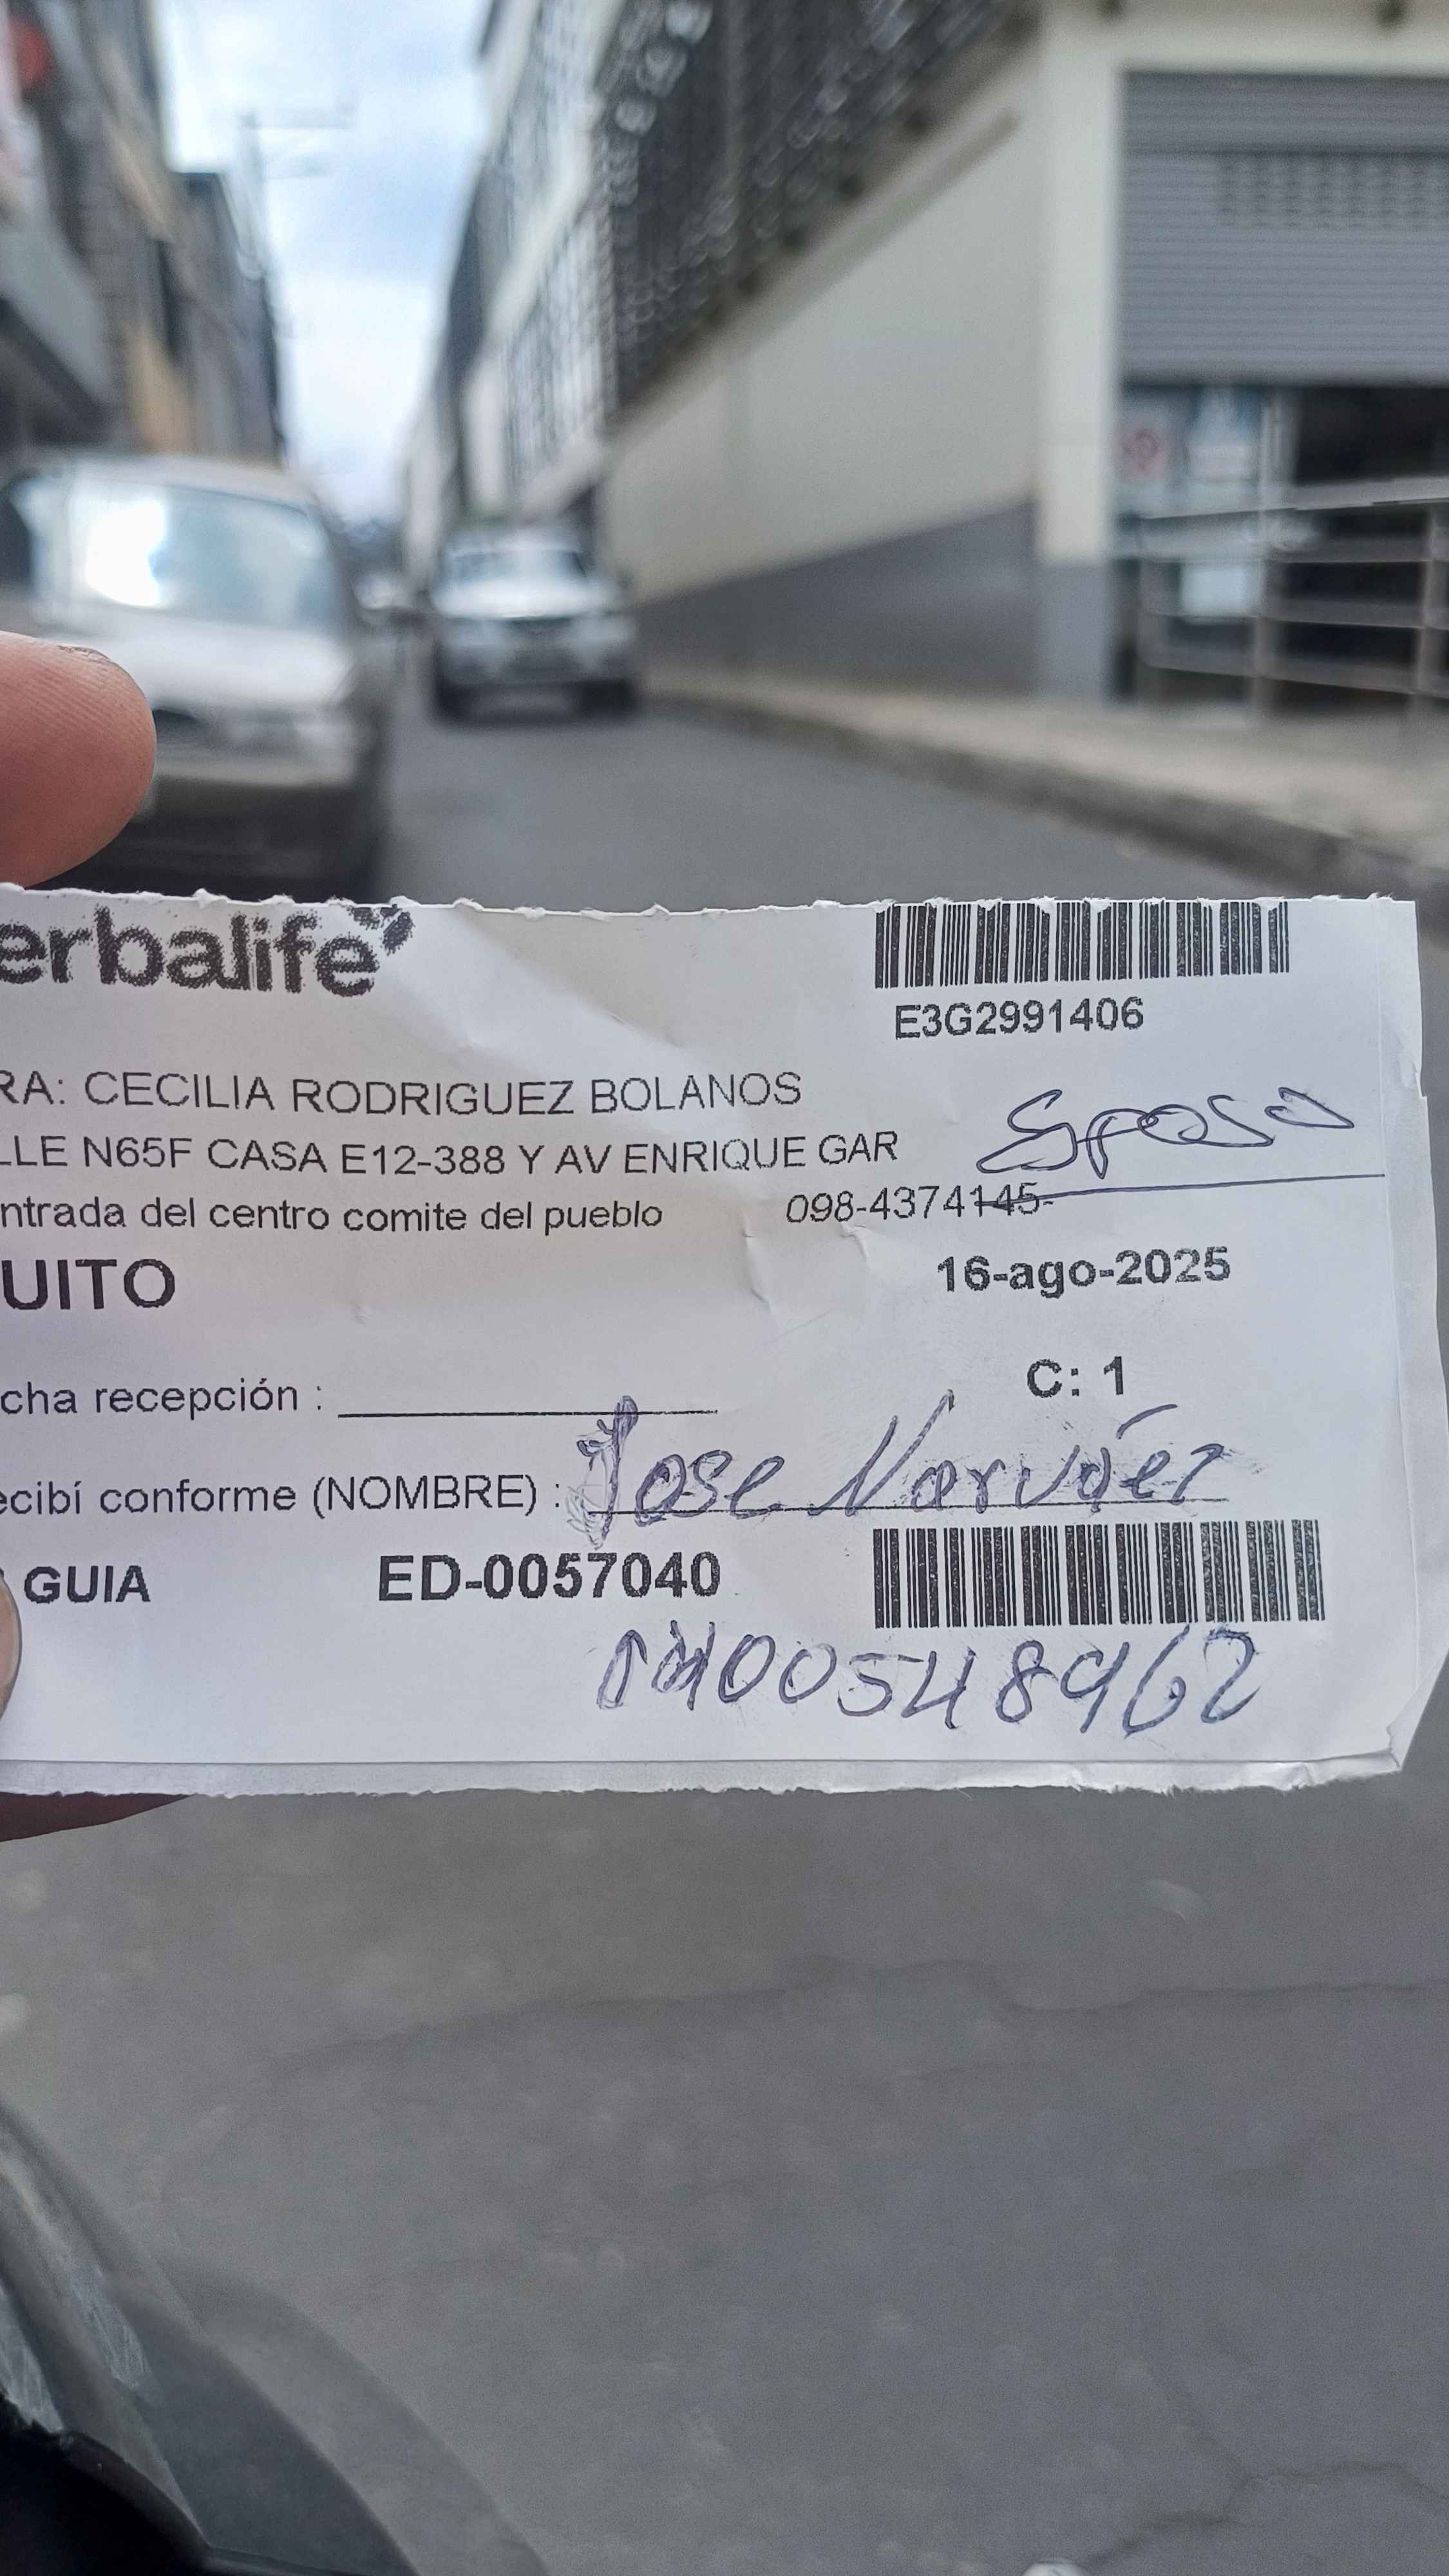 erbalife
E3G2991406
RA: CECILIA RODRIGUEZ BOLANOS
LLE N65F CASA E12-388 Y AV ENRIQUE GAR
Esposo
ntrada del centro comite del pueblo 098-4374145-
UITO
16-ago-2025
C: 1
cha recepción :
ecibí conforme (NOMBRE) : Jose Narváez
GUIA ED-0057040
0400548962